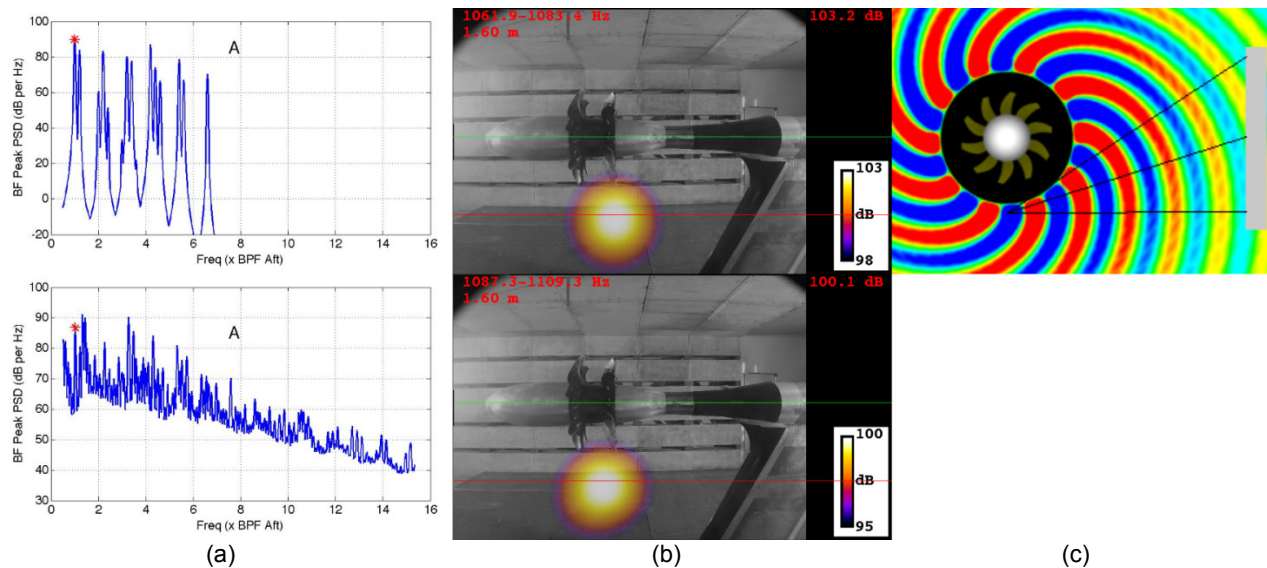 100
80
60
40
20
0
-20
0 2 4 6 8 10 12 14 16
BF Peak PSD (dB per Hz)
Freq (x BPF Aft)
A
100
90
80
70
60
50
40
30
0 2 4 6 8 10 12 14 16
BF Peak PSD (dB per Hz)
Freq (x BPF Aft)
A
(a)
1061.9-1083.4 Hz 103.2 dB
1.60 m
103
dB
98
1087.3-1109.3 Hz 100.1 dB
1.60 m
100
dB
95
(b)
(c)